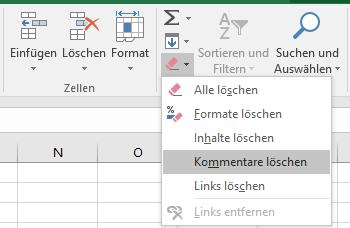 Einfügen Löschen Format
Zellen
Σ
Sortieren und
Filtern
Suchen und
Auswählen
Alle löschen
Formate löschen
Inhalte löschen
Kommentare löschen
Links löschen
Links entfernen
N O